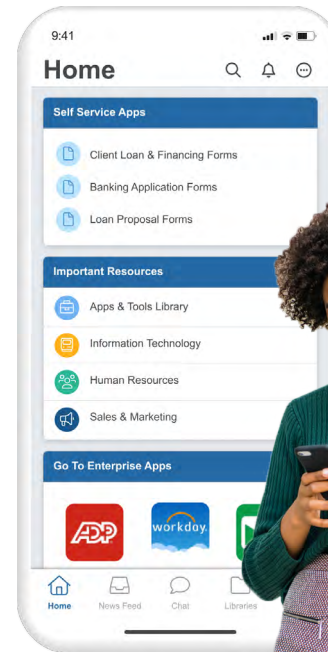 9:41
Home
Self Service Apps
Client Loan & Financing Forms
Banking Application Forms
Loan Proposal Forms
Important Resources
Apps & Tools Library
Information Technology
Human Resources
Sales & Marketing
Go To Enterprise Apps
ADP
workday.
Home
News Feed
Chat
Libraries